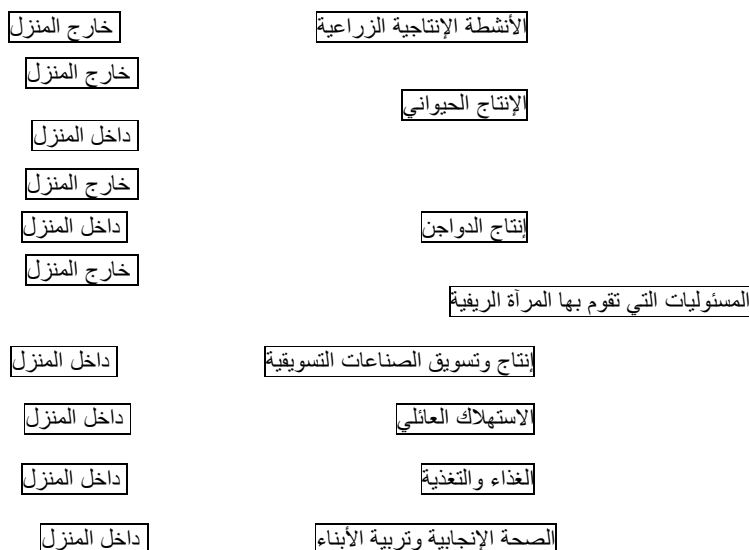 الأنشطة الإنتاجية الزراعية خارج المنزل
خارج المنزل
الإنتاج الحيواني
داخل المنزل
خارج المنزل
إنتاج الدواجن داخل المنزل
خارج المنزل
المسئوليات التي تقوم بها المرآة الريفية
إنتاج وتسويق الصناعات التسويقية داخل المنزل
الاستهلاك العائلي داخل المنزل
الغذاء والتغذية داخل المنزل
الصحة الإنجابية وتربية الأبناء داخل المنزل